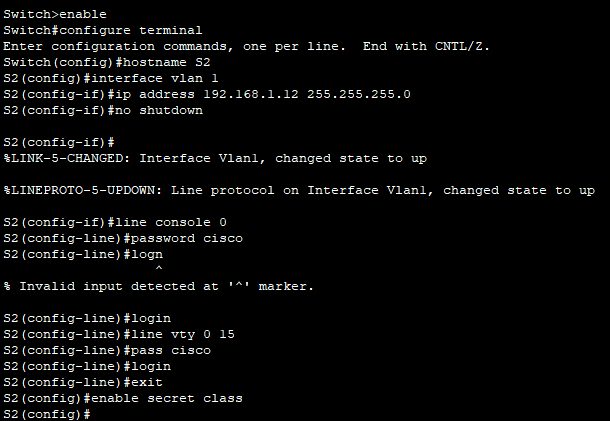 Switch>enable
Switch#configure terminal
Enter configuration commands, one per line.  End with CNTL/Z.
Switch(config)#hostname S2
S2(config)#interface vlan 1
S2(config-if)#ip address 192.168.1.12 255.255.255.0
S2(config-if)#no shutdown

S2(config-if)#
%LINK-5-CHANGED: Interface Vlan1, changed state to up

%LINEPROTO-5-UPDOWN: Line protocol on Interface Vlan1, changed state to up

S2(config-if)#line console 0
S2(config-line)#password cisco
S2(config-line)#logn
                   ^
% Invalid input detected at '^' marker.

S2(config-line)#login
S2(config-line)#line vty 0 15
S2(config-line)#pass cisco
S2(config-line)#login
S2(config-line)#exit
S2(config)#enable secret class
S2(config)#